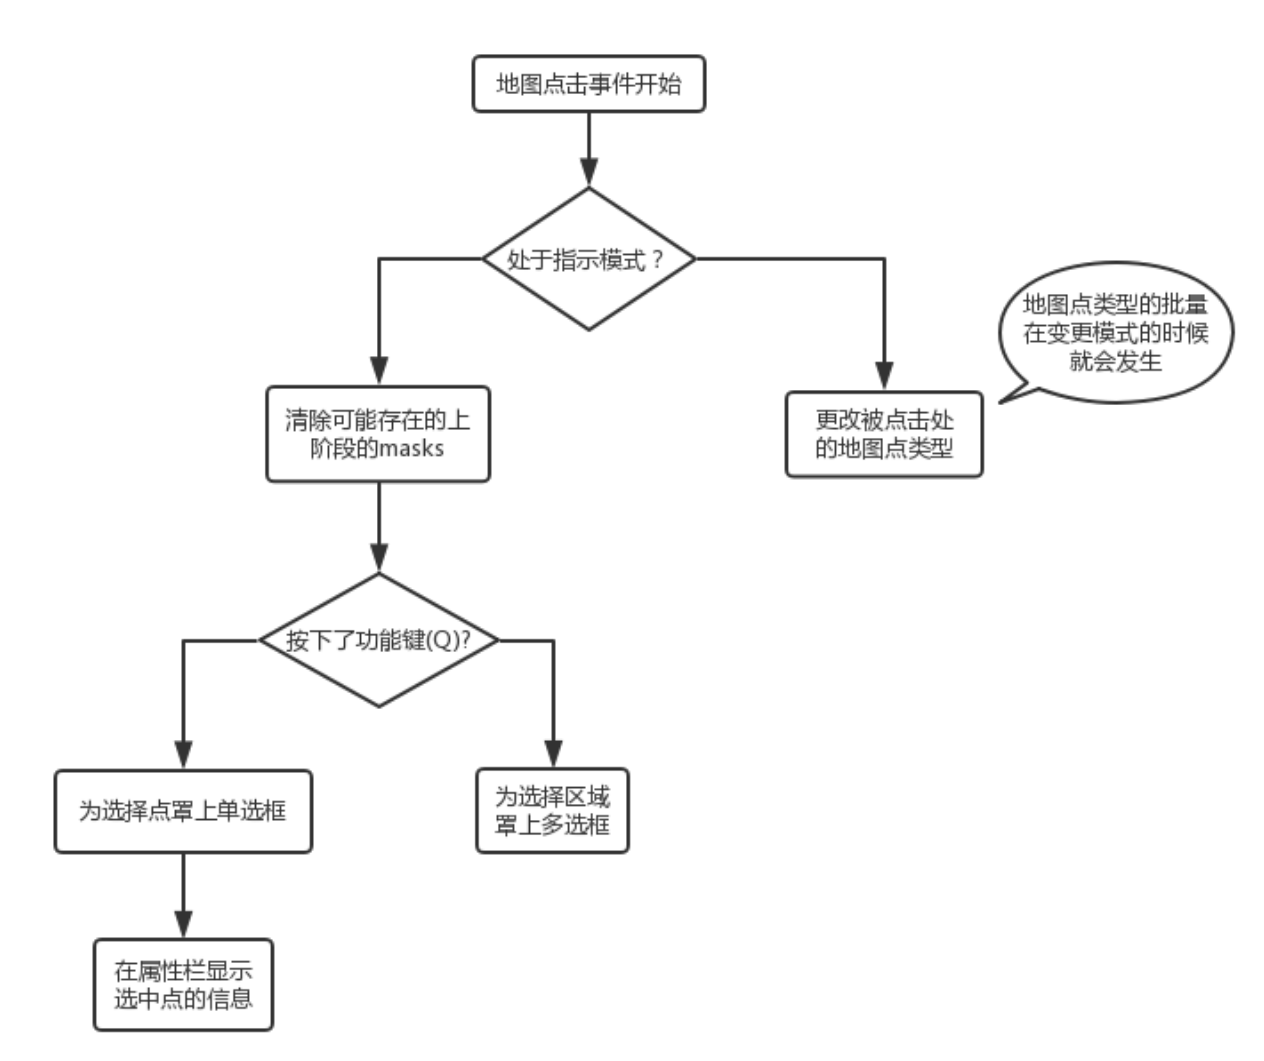 地图点击事件开始
处于指示模式？
地图点类型的批量
在变更模式的时候
就会发生
清除可能存在的上
阶段的masks
更改被点击处
的地图点类型
按下了功能键(Q)?
为选择点罩上单选框
为选择区域
罩上多选框
在属性栏显示
选中点的信息